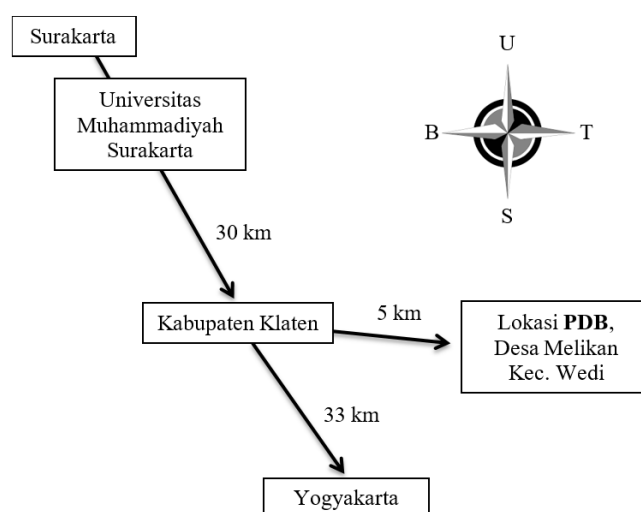 Surakarta
Universitas
Muhammadiyah
Surakarta
U
B
T
S
30 km
Kabupaten Klaten
5 km
Lokasi PDB,
Desa Melikan
Kec. Wedi
33 km
Yogyakarta